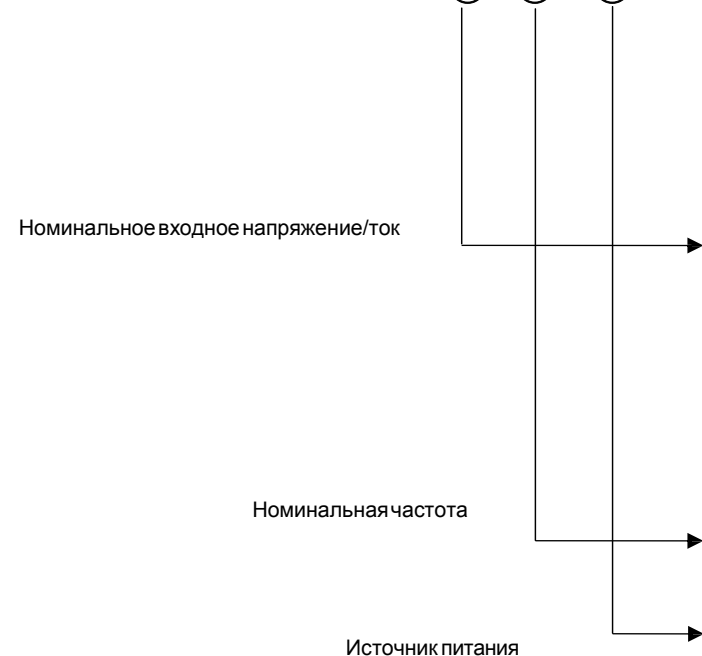 Номинальное входное напряжение/ток
Номинальная частота
Источник питания